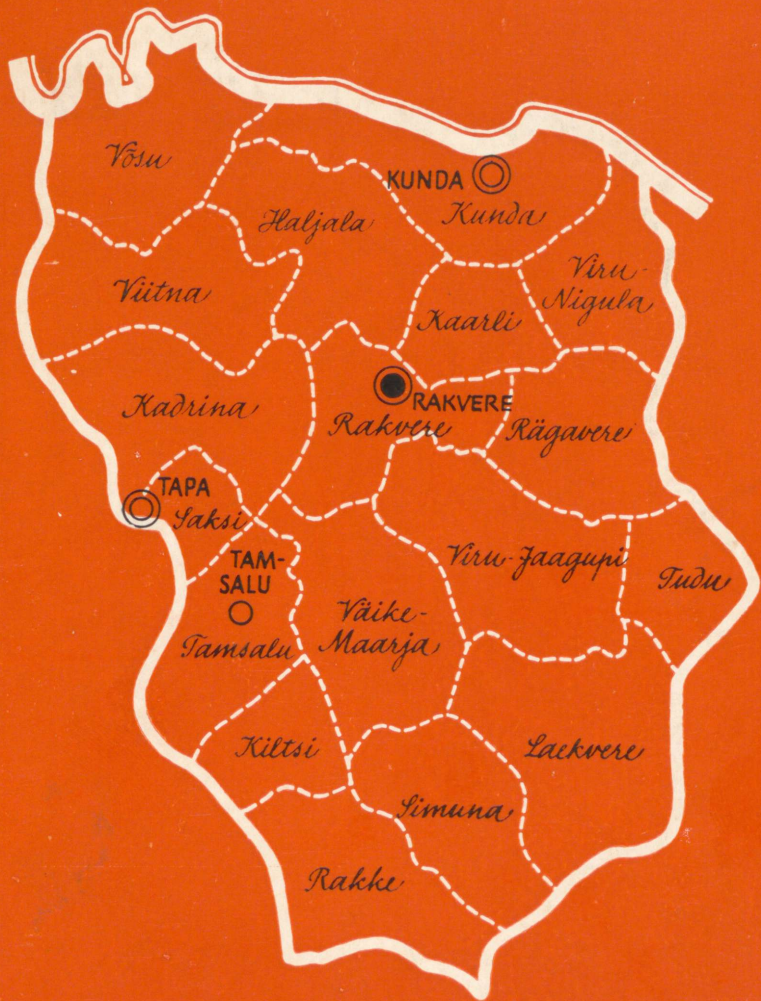 Võsu
KUNDA
Kunda
Haljala
Viru-
Nigula
Viitna
Kaarli
Kadrina
RAKVERE
Rakvere
Rägavere
TAPA
Saksi
TAM-
SALU
Viru-Jaagupi
Tudu
Väike-
Maarja
Tamsalu
Kiltsi
Laekvere
Simuna
Rakke